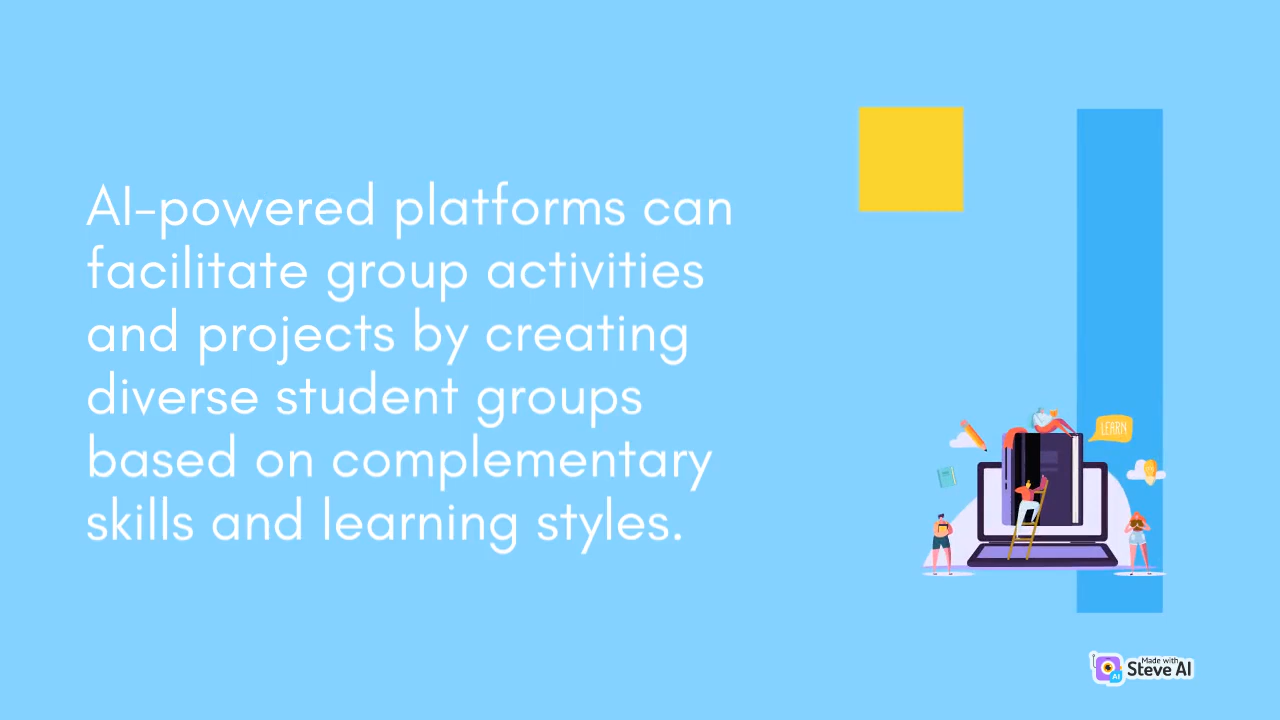 AI-powered platforms can
facilitate group activities
and projects by creating
diverse student groups
based on complementary
skills and learning styles.
LEARN
Made with
Steve AI
AI